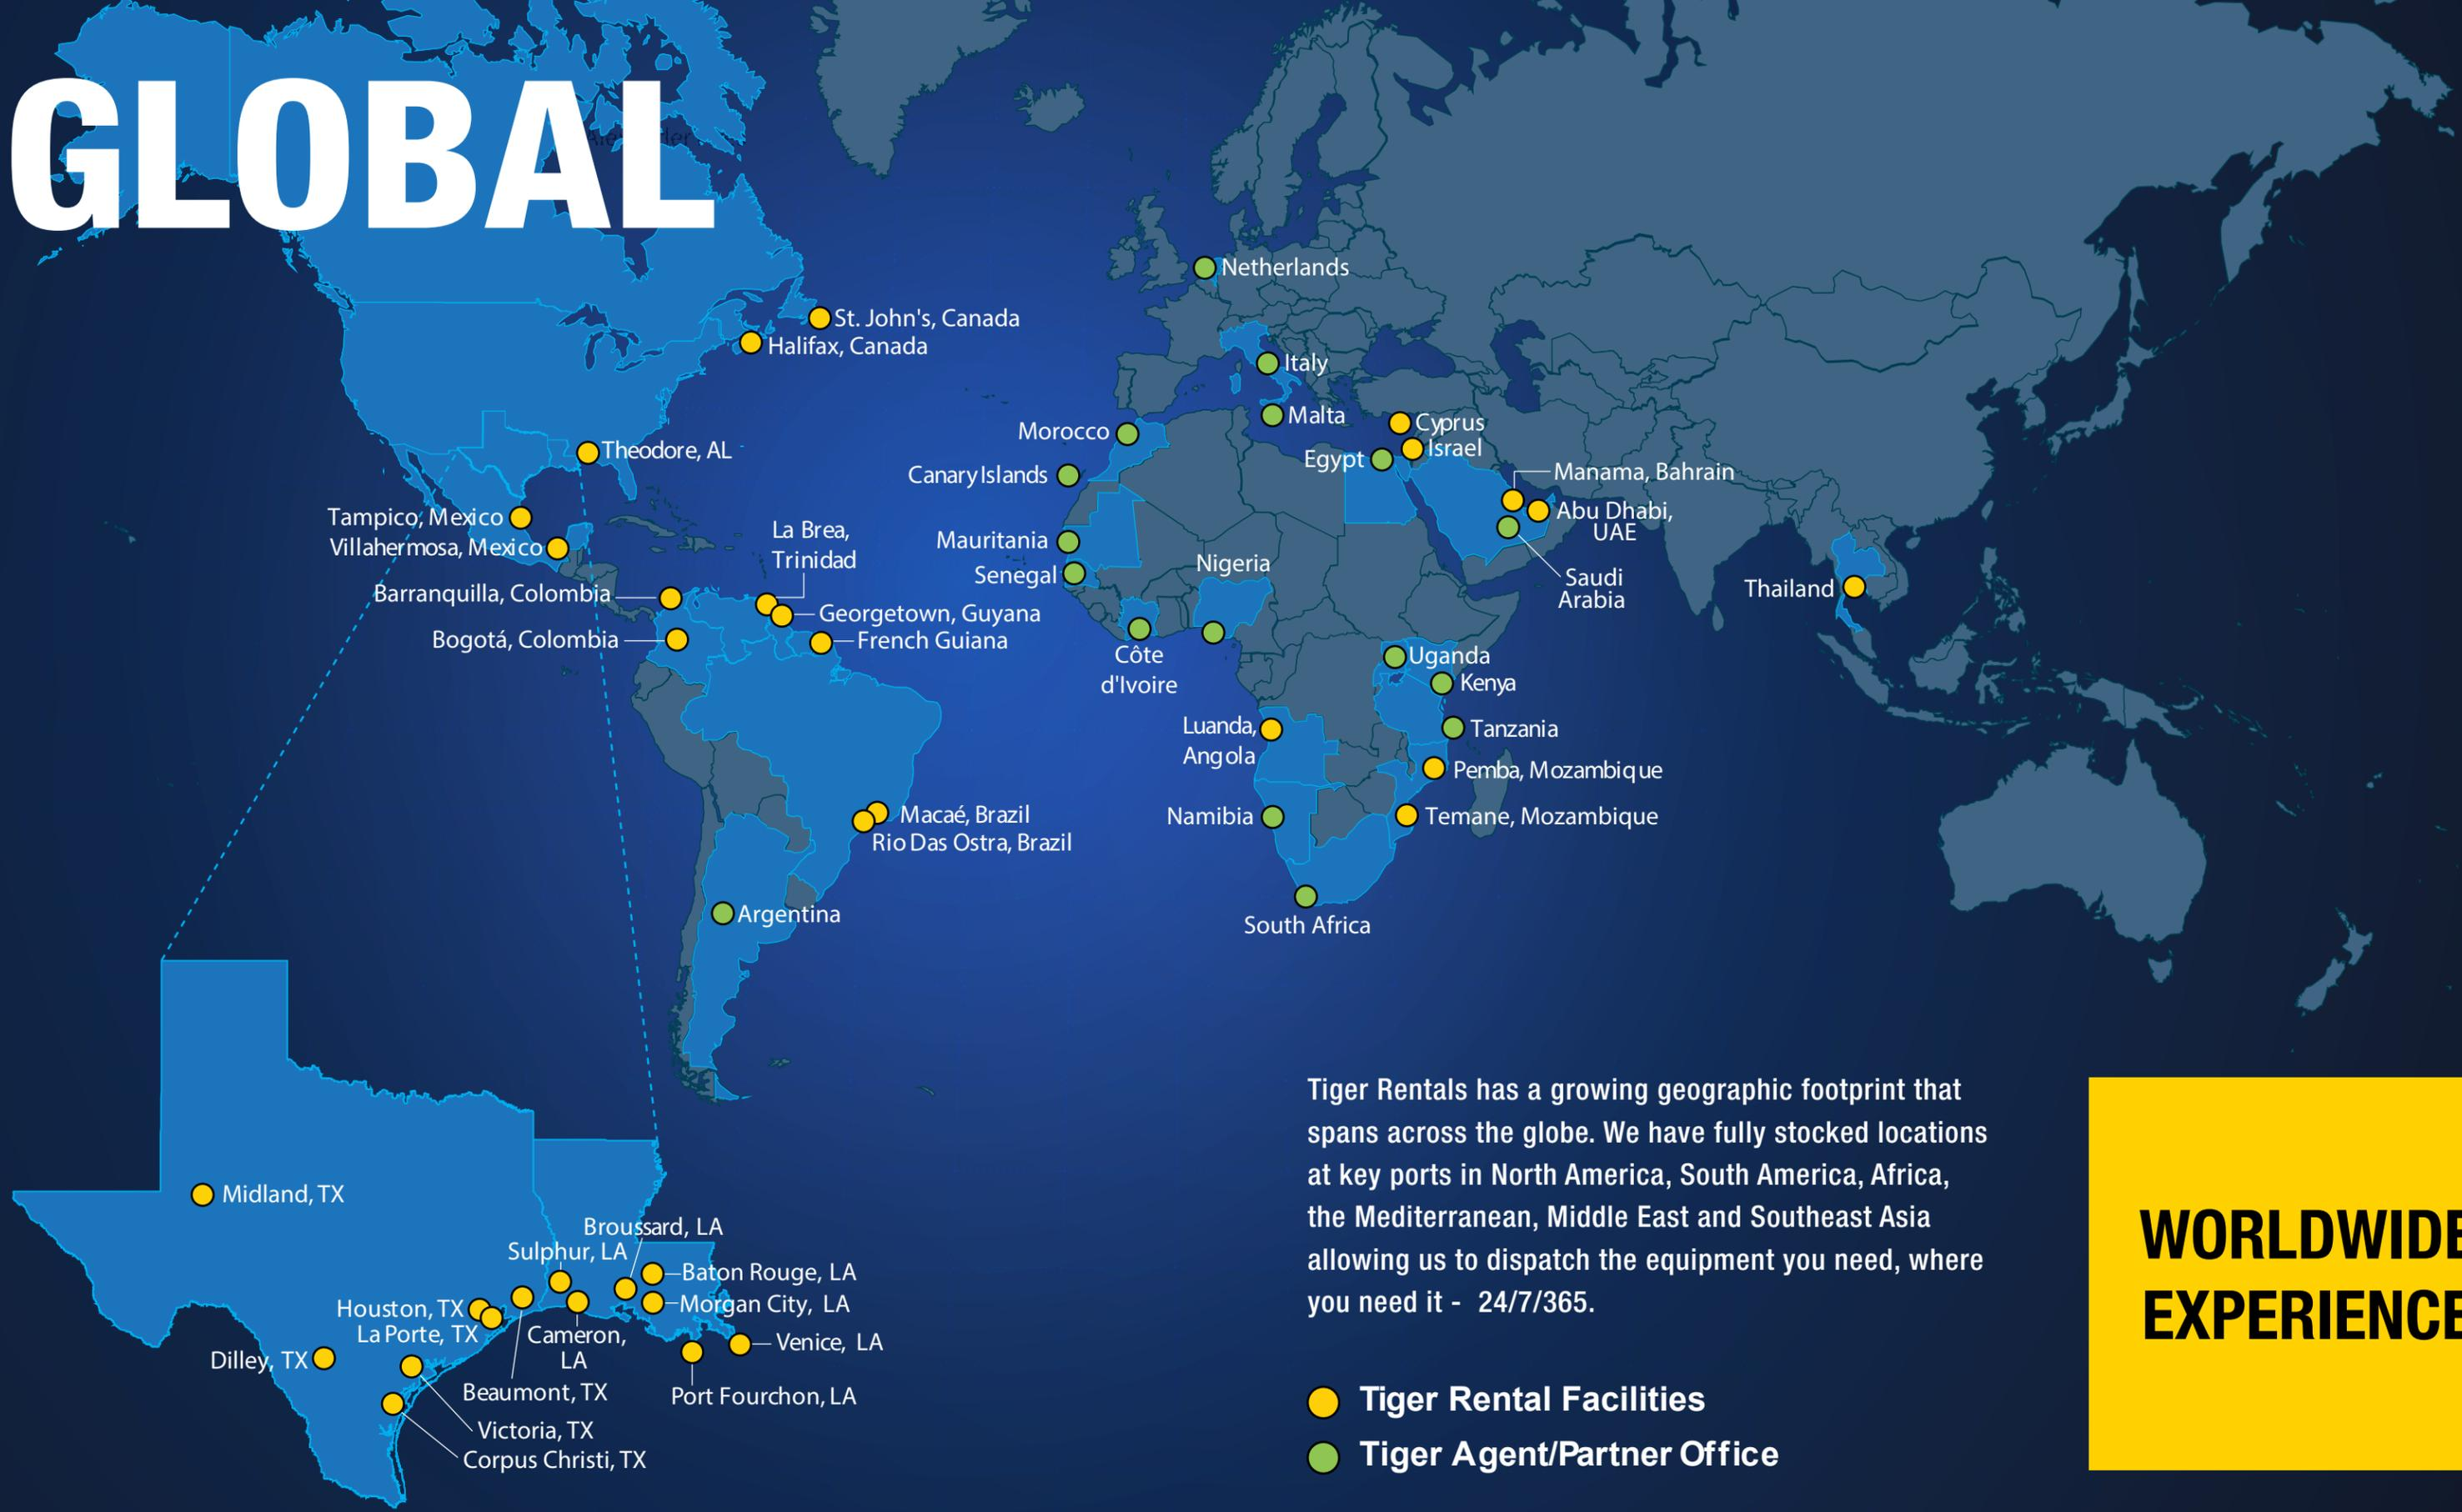 GLOBAL
Netherlands
St. John's, Canada
Halifax, Canada
Italy
Malta
Cyprus
Morocco
Israel
Theodore, AL
Egypt
Manama, Bahrain
Canary Islands
Abu Dhabi,
UAE
Tampico, Mexico
La Brea,
Trinidad
Villahermosa, Mexico
Mauritania
Nigeria
Senegal
Saudi
Arabia
Thailand
Barranquilla, Colombia
Georgetown, Guyana
Bogotá, Colombia
French Guiana
Côte
d'Ivoire
Uganda
Kenya
Luanda,
Angola
Tanzania
Pemba, Mozambique
Macaé, Brazil
Rio Das Ostra, Brazil
Namibia
Temane, Mozambique
Argentina
South Africa
Midland, TX
Broussard, LA
Sulphur, LA
Baton Rouge, LA
Morgan City, LA
Houston, TX
La Porte, TX
Cameron,
LA
Venice, LA
Dilley, TX
Beaumont, TX
Port Fourchon, LA
Victoria, TX
Corpus Christi, TX
Tiger Rentals has a growing geographic footprint that
spans across the globe. We have fully stocked locations
at key ports in North America, South America, Africa,
the Mediterranean, Middle East and Southeast Asia
allowing us to dispatch the equipment you need, where
you need it - 24/7/365.
Tiger Rental Facilities
Tiger Agent/Partner Office
WORLDWIDE
EXPERIENCE